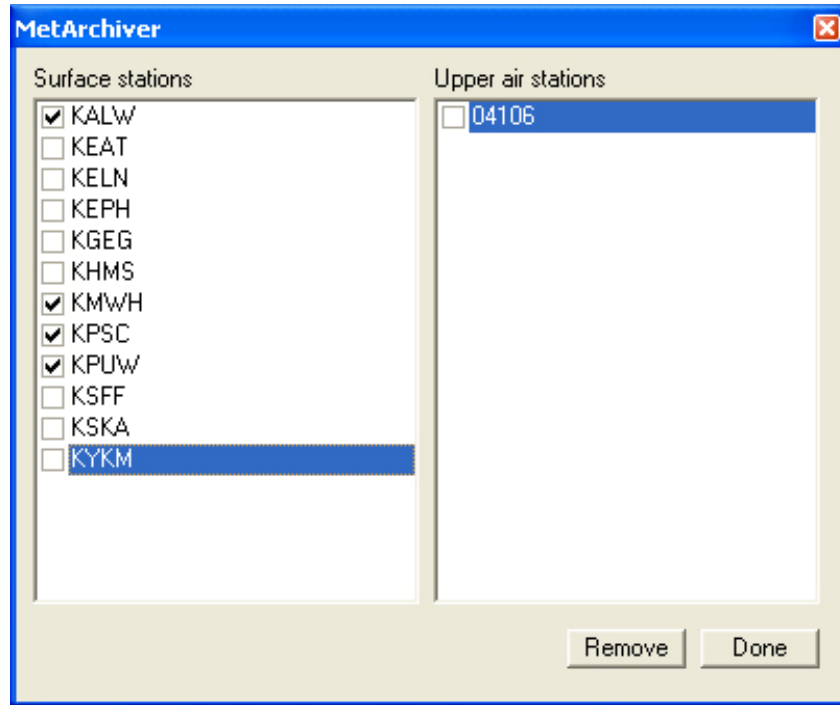 MetArchiver
Surface stations
KALW
KEAT
KELN
KEPH
KGEG
KHMS
KMWH
KPSC
KPUW
KSFF
KSKA
KYKM
Upper air stations
04106
Remove
Done